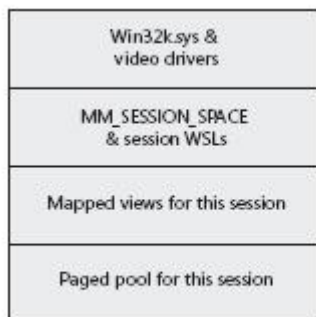 Win32k.sys &
video drivers
MM_SESSION_SPACE
& session WSLs
Mapped views for this session
Paged pool for this session